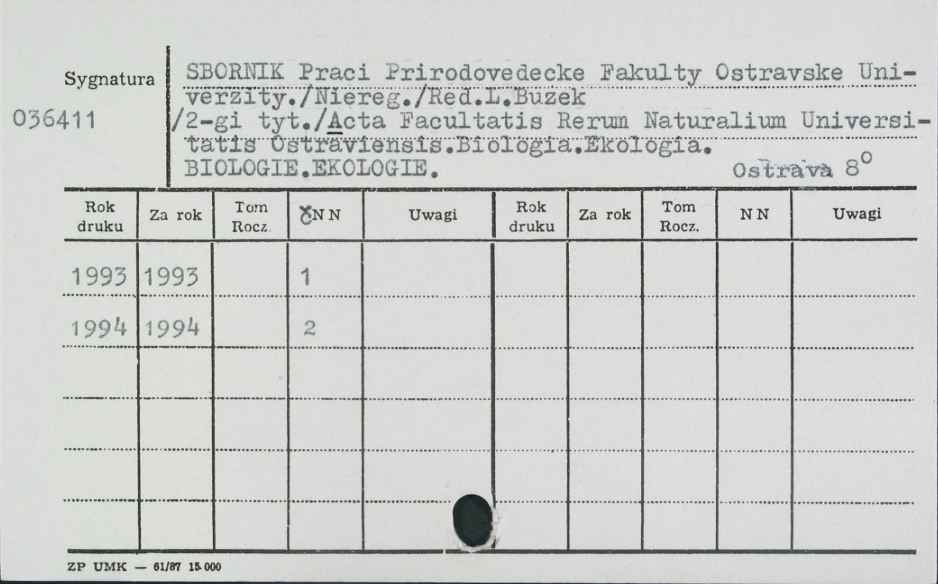 Sygnatura
036411
SBORNIK Praci Prirodovedecke Fakulty Ostravske Uni-
verzity./Niereg./Red.L.Buzek
/2-gi tyt./Acta Facultatis Rerum Naturalium Universi-
tatis Ostraviensis.Biologia.Ekologia.
BIOLOGIE.EKOLOGIE. Ostrava 8°
Rok druku Za rok Tom Rocz. NN Uwagi Rok druku Za rok Tom Rocz. NN Uwagi
1993 1993 1
1994 1994 2
ZP UMK — 61/87 15.000